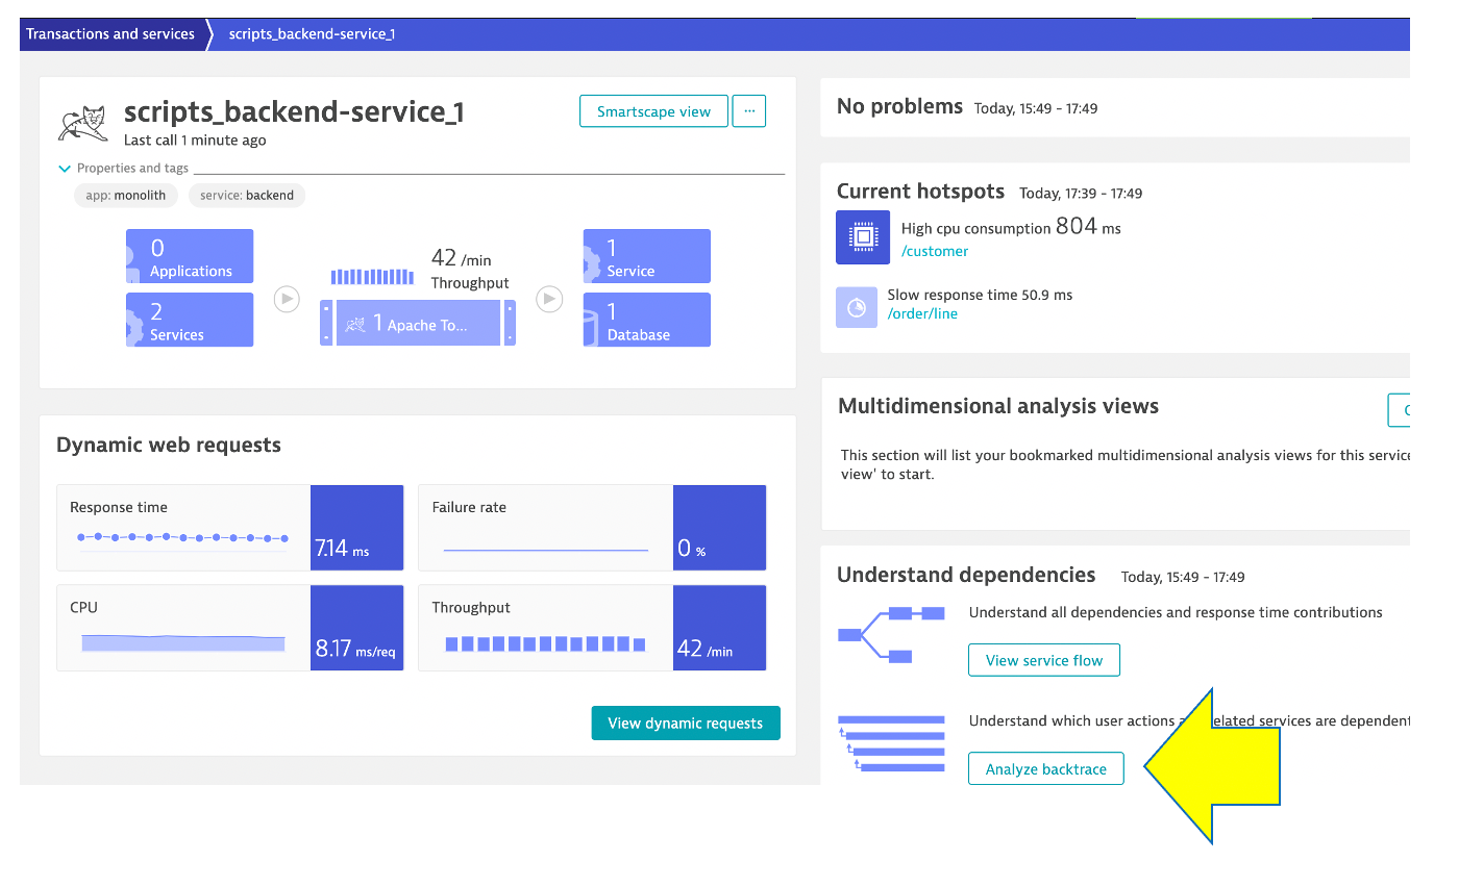 Transactions and services
scripts_backend-service_1
scripts_backend-service_1
Last call 1 minute ago
Smartscape view
...
Properties and tags
app: monolith
service: backend
0
Applications
2
Services
42 /min
Throughput
1 Apache To...
1
Service
1
Database
Dynamic web requests
Response time
7.14 ms
Failure rate
0 %
CPU
8.17 ms/req
Throughput
42 /min
View dynamic requests
No problems Today, 15:49 - 17:49
Current hotspots Today, 17:39 - 17:49
High cpu consumption 804 ms
/customer
Slow response time 50.9 ms
/order/line
Multidimensional analysis views
This section will list your bookmarked multidimensional analysis views for this service
view' to start.
Understand dependencies Today, 15:49 - 17:49
Understand all dependencies and response time contributions
View service flow
Understand which user actions elated services are dependent
Analyze backtrace